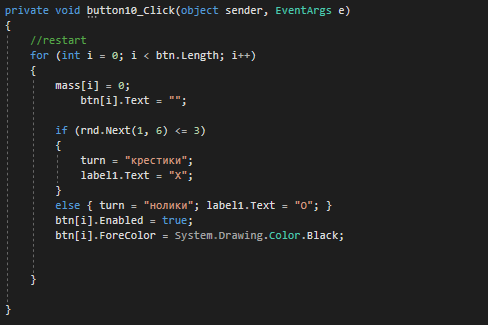 private void button10_Click(object sender, EventArgs e)
{
//restart
for (int i = 0; i < btn.Length; i++)
{
mass[i] = 0;
btn[i].Text = "";
if (rnd.Next(1, 6) <= 3)
{
turn = "крестики";
label1.Text = "X";
}
else { turn = "нолики"; label1.Text = "O"; }
btn[i].Enabled = true;
btn[i].ForeColor = System.Drawing.Color.Black;
}
}